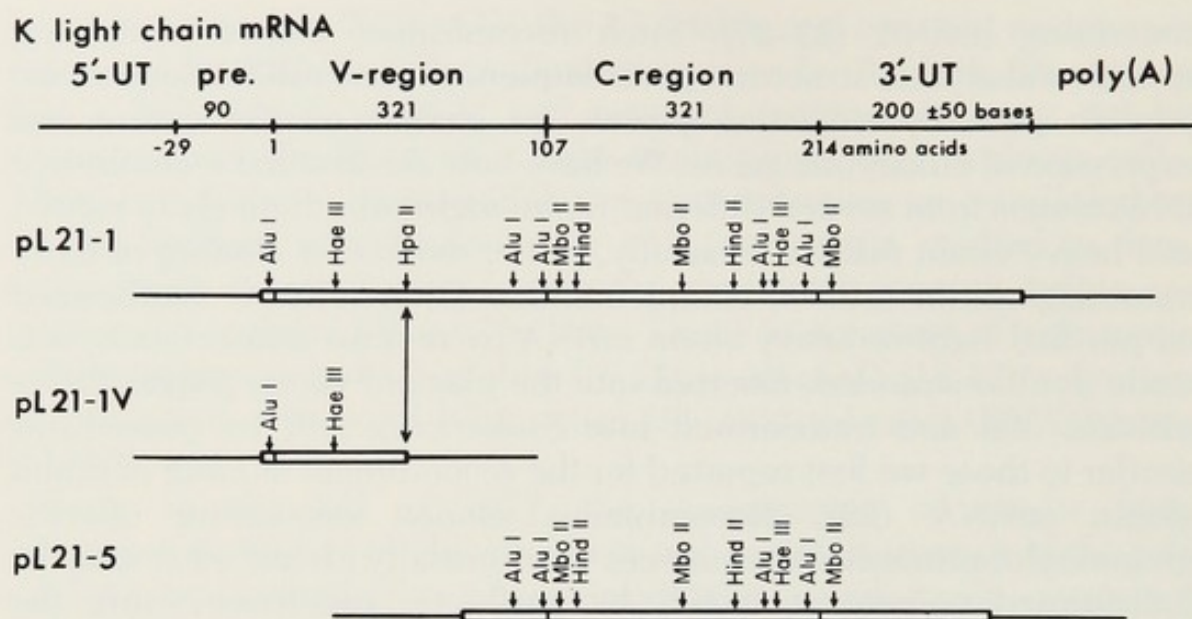 K light chain mRNA
5′-UT pre. V-region C-region 3′-UT poly(A)
90 321 321 200 ±50 bases
-29 1 107 214 amino acids
pL21-1
Alu I Hae III Hpa II Alu I Alu I Mbo II Hind II Mbo II Hind II Alu I Hae III Alu I Mbo II
pL21-1V
Alu I Hae III
pL21-5
Alu I Alu I Mbo II Hind II Mbo II Hind II Alu I Hae III Alu I Mbo II